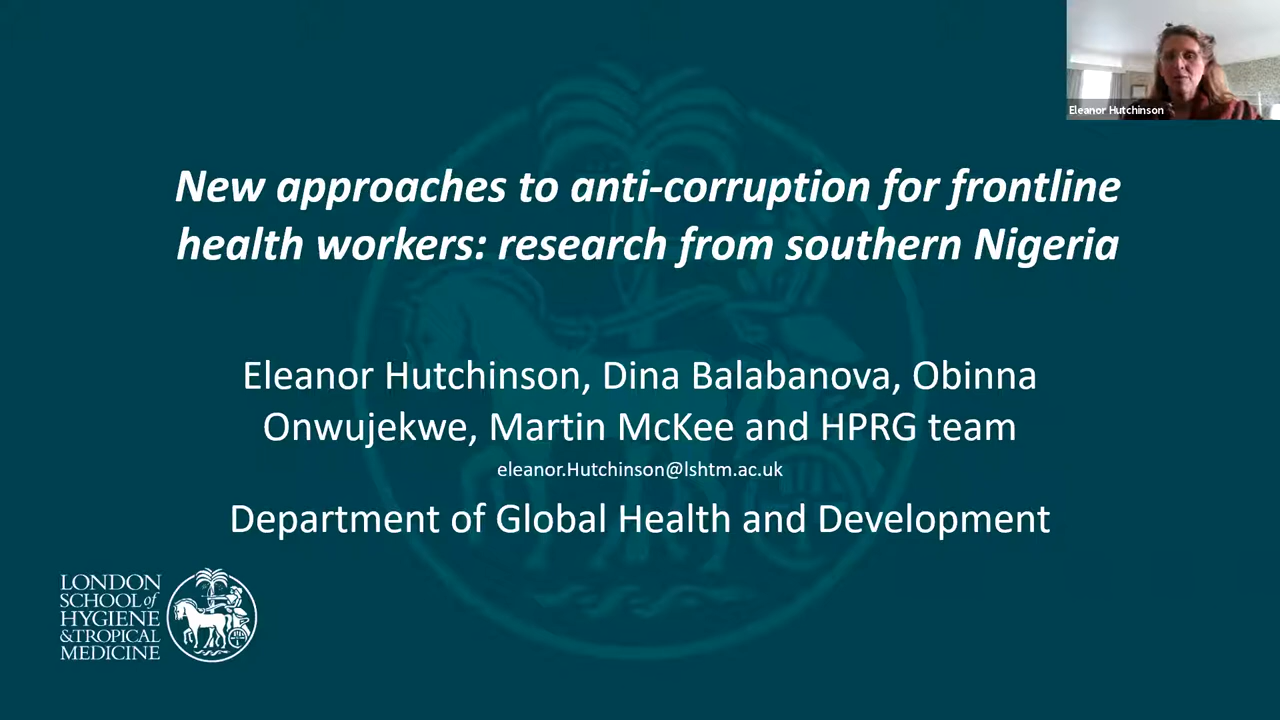 Eleanor Hutchinson
New approaches to anti-corruption for frontline
health workers: research from southern Nigeria
Eleanor Hutchinson, Dina Balabanova, Obinna
Onwujekwe, Martin McKee and HPRG team
eleanor.Hutchinson@lshtm.ac.uk
Department of Global Health and Development
LONDON
SCHOOL of
HYGIENE
& TROPICAL
MEDICINE